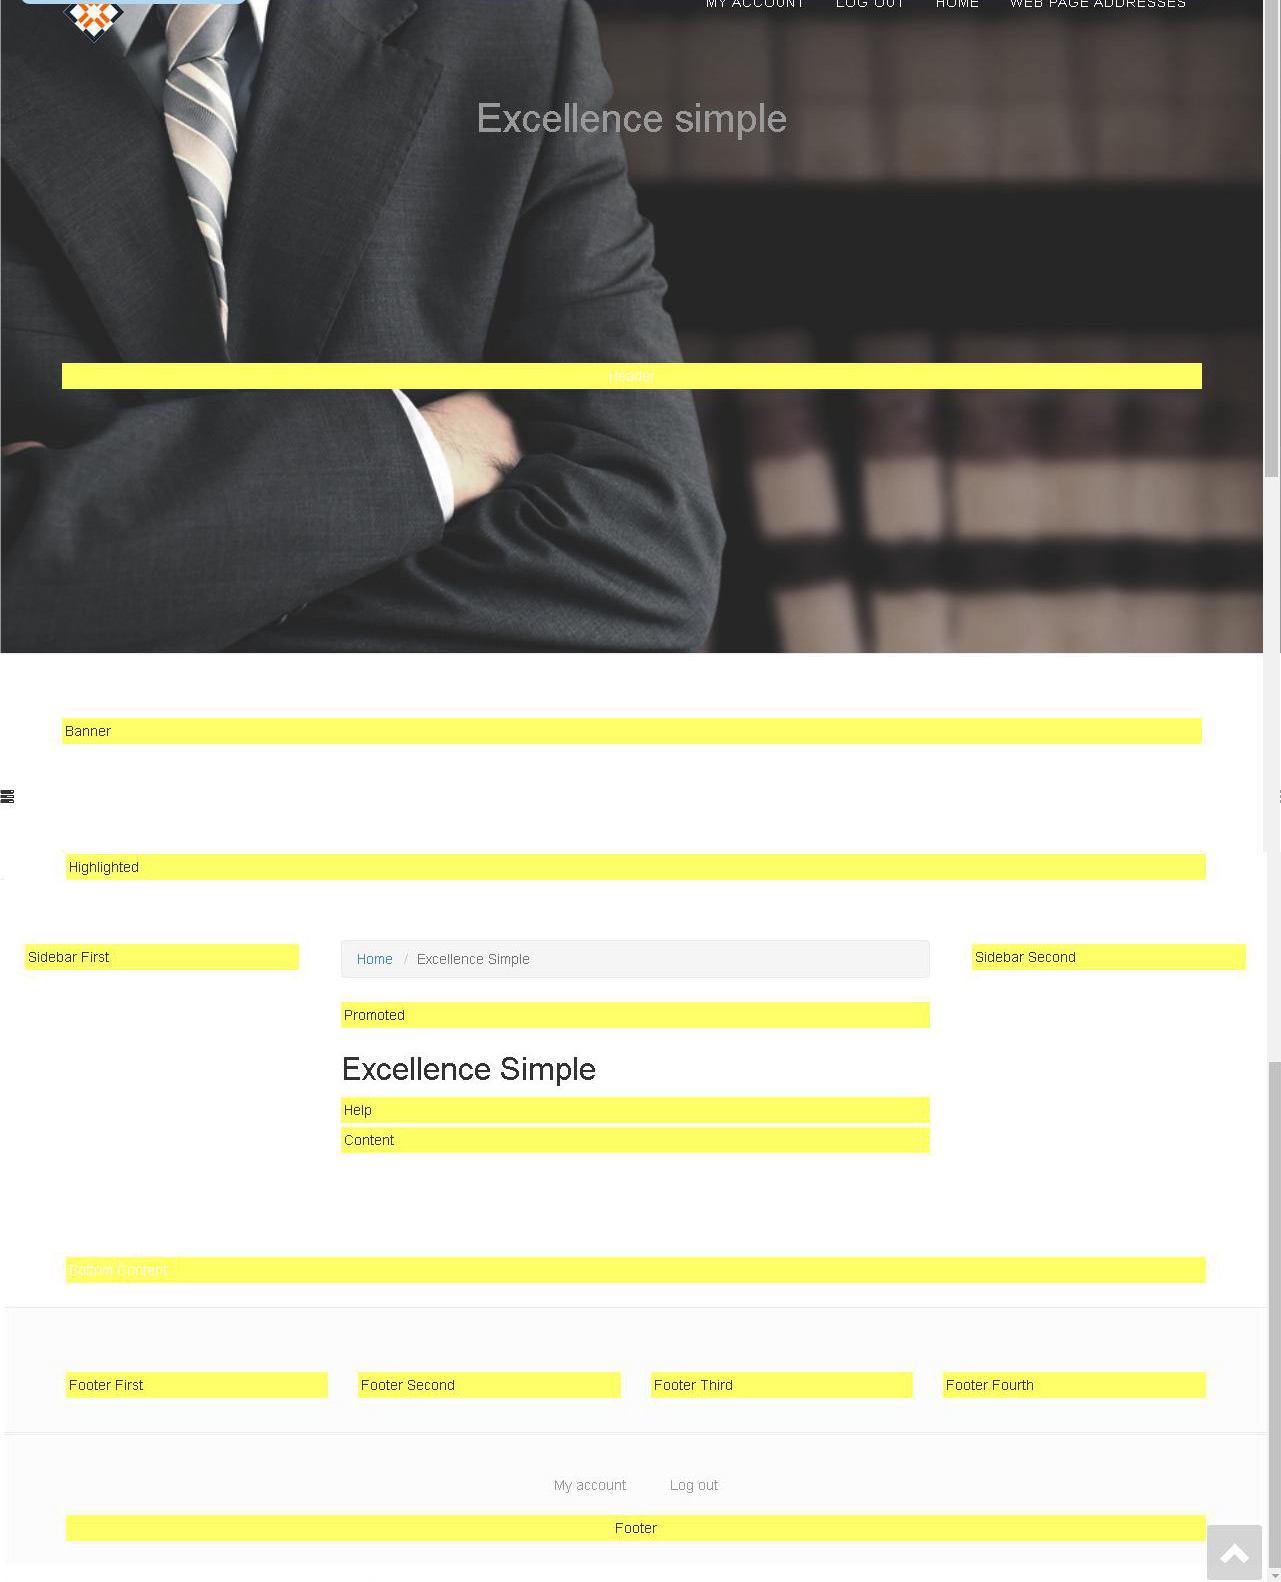 MY ACCOUNT LOG OUT HOME WEB PAGE ADDRESSES
Excellence simple
Header
Banner
Highlighted
Sidebar First
Home / Excellence Simple
Sidebar Second
Promoted
Excellence Simple
Help
Content
Bottom Content
Footer First
Footer Second
Footer Third
Footer Fourth
My account Log out
Footer